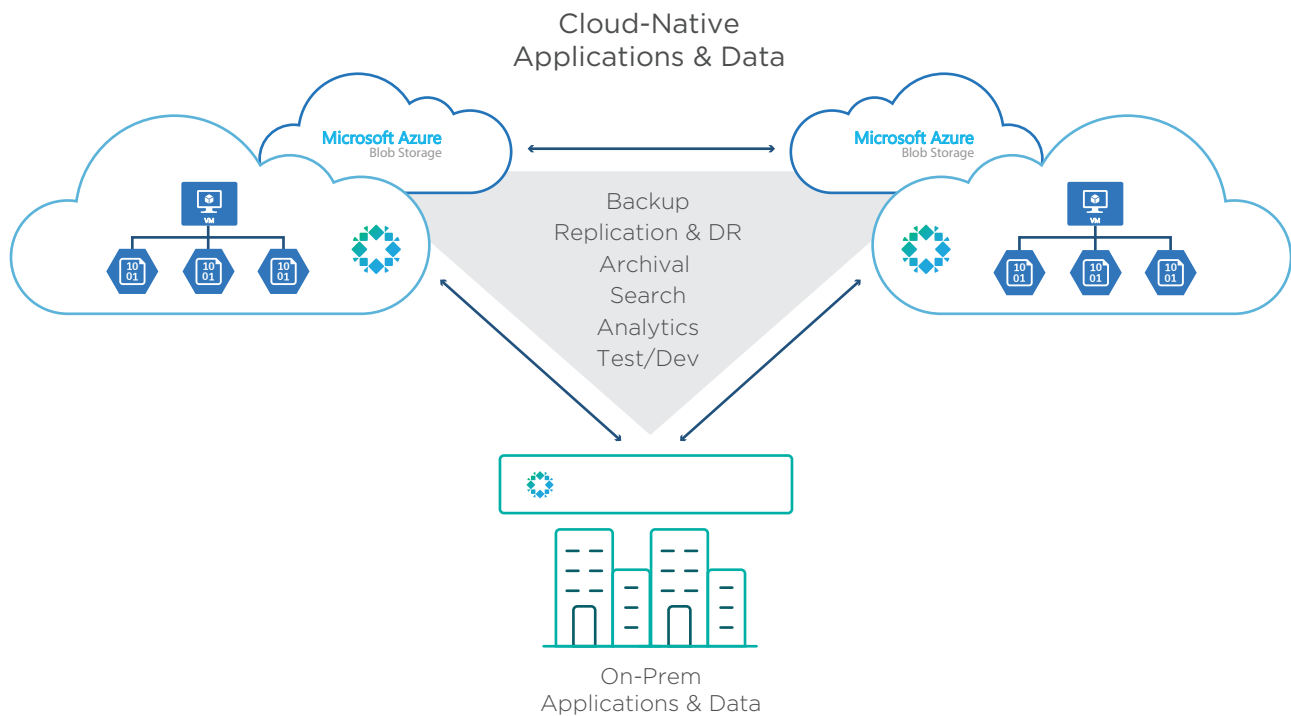 Cloud-Native
Applications & Data
Microsoft Azure
Blob Storage
Microsoft Azure
Blob Storage
Backup
Replication & DR
Archival
Search
Analytics
Test/Dev
VM
10
01
10
01
10
01
VM
10
01
10
01
10
01
On-Prem
Applications & Data